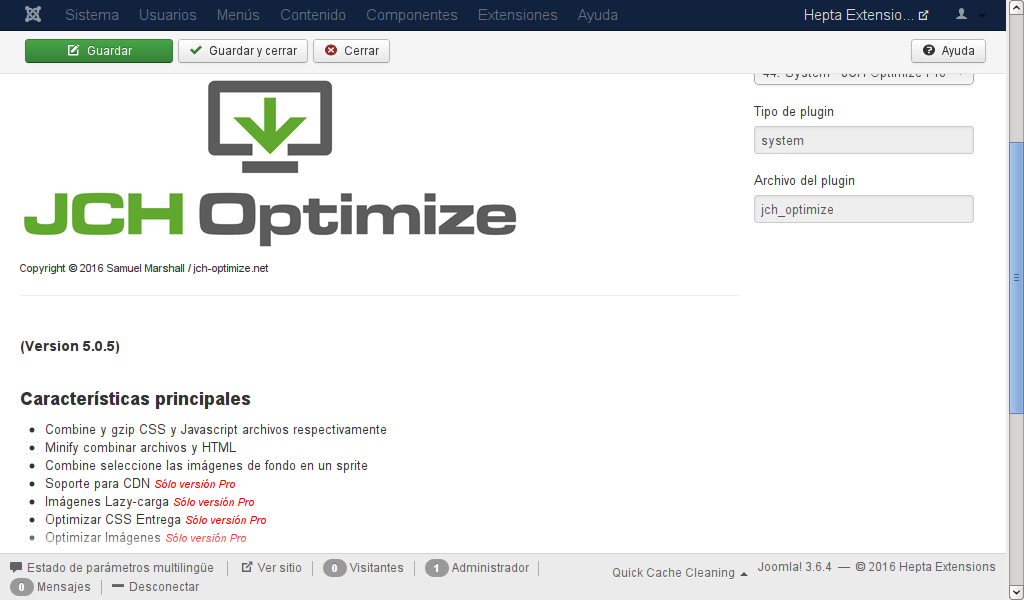 Sistema Usuarios Menús Contenido Componentes Extensiones Ayuda Hepta Extensio...
Guardar Guardar y cerrar Cerrar Ayuda
44. System - JCH Optimize Pro
Tipo de plugin
system
Archivo del plugin
jch_optimize
JCH Optimize
Copyright © 2016 Samuel Marshall / jch-optimize.net
(Version 5.0.5)
Características principales
Combine y gzip CSS y Javascript archivos respectivamente
Minify combinar archivos y HTML
Combine seleccione las imágenes de fondo en un sprite
Soporte para CDN Sólo versión Pro
Imágenes Lazy-carga Sólo versión Pro
Optimizar CSS Entrega Sólo versión Pro
Optimizar Imágenes Sólo versión Pro
Estado de parámetros multilingüe Ver sitio 0 Visitantes 1 Administrador Quick Cache Cleaning Joomla! 3.6.4 — © 2016 Hepta Extensions
0 Mensajes Desconectar